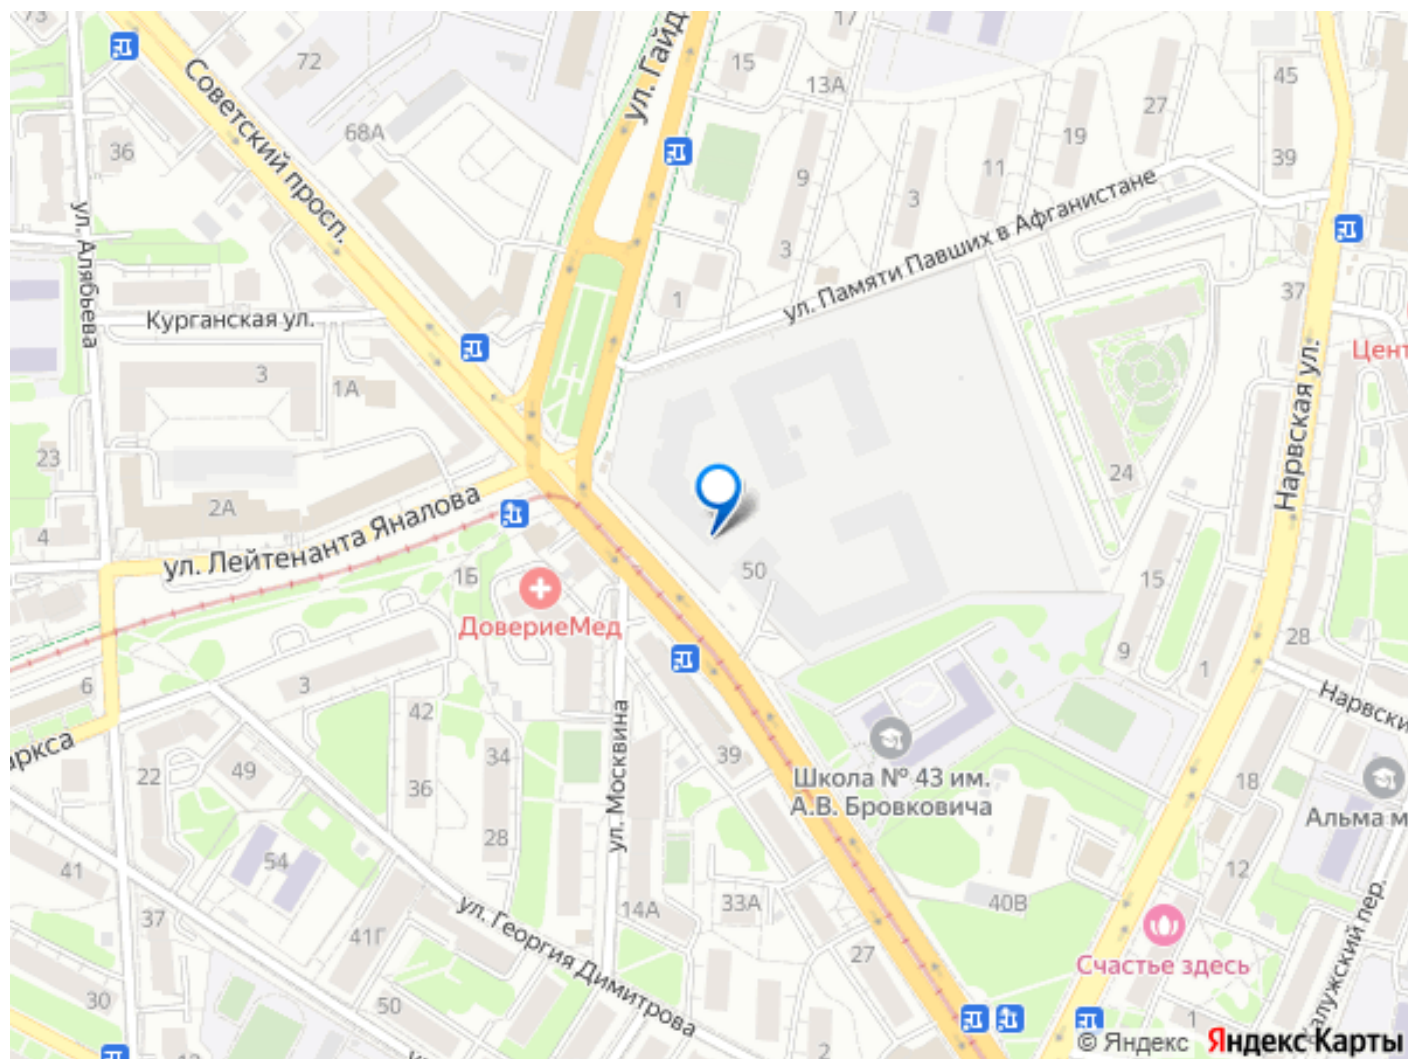 73
72
ул. Гайд
15
17
13А
45
27
19
39
Советский просп.
68А
36
9
11
3
ул. Памяти Павших в Афганистане
ул. Алябьева
3
1
37
Курганская ул.
Цент
3
1А
Нарвская ул.
23
24
2А
ул. Лейтенанта Яналова
4
50
1Б
15
ДовериеМед
28
9
1
6
3
42
Нарвски
аркса
34
39
ул. Москвина
22
49
36
Школа № 43 им.
А.В. Бровковича
18
Альма м
28
54
41
12
37
ул. Георгия Димитрова
14А
33А
40В
41Г
27
Калужский пер.
Счастье здесь
30
50
1
2
© Яндекс Яндекс Карты